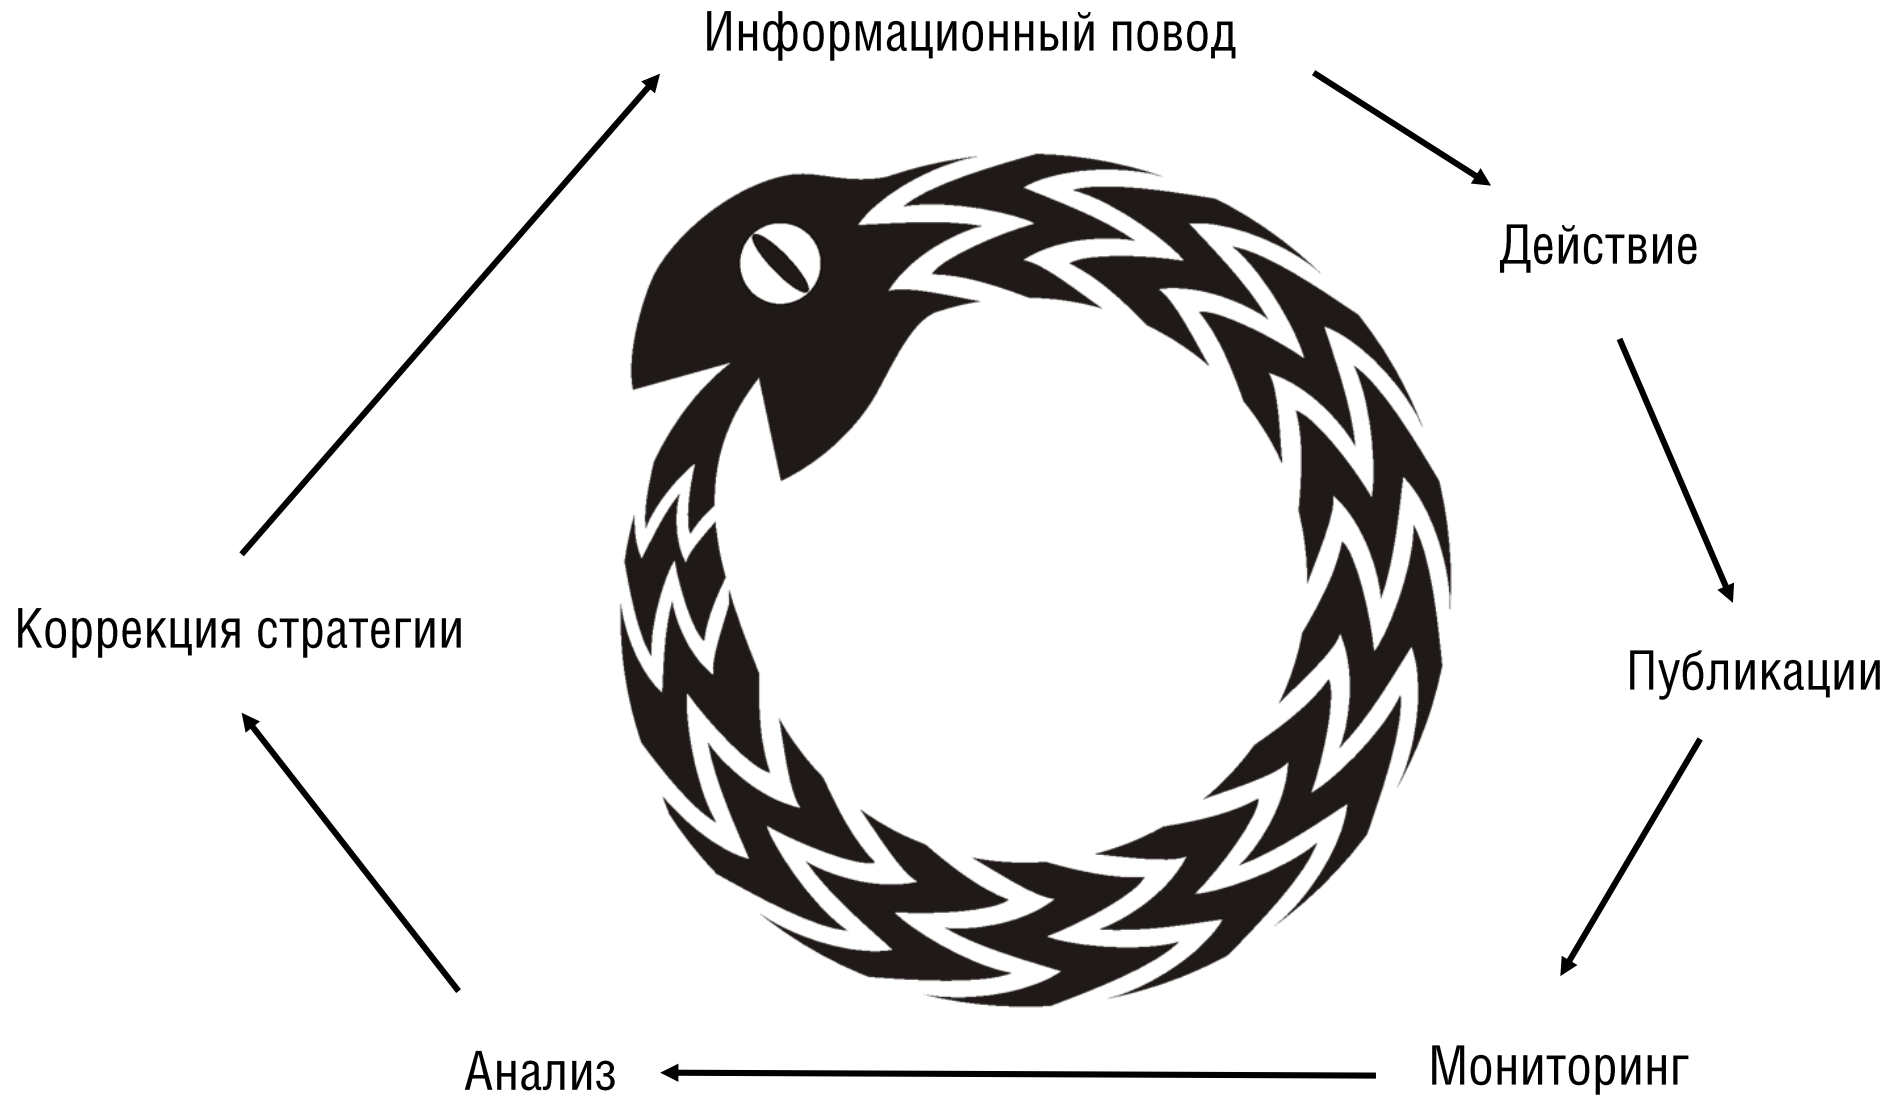 Информационный повод
Действие
Публикации
Мониторинг
Анализ
Коррекция стратегии